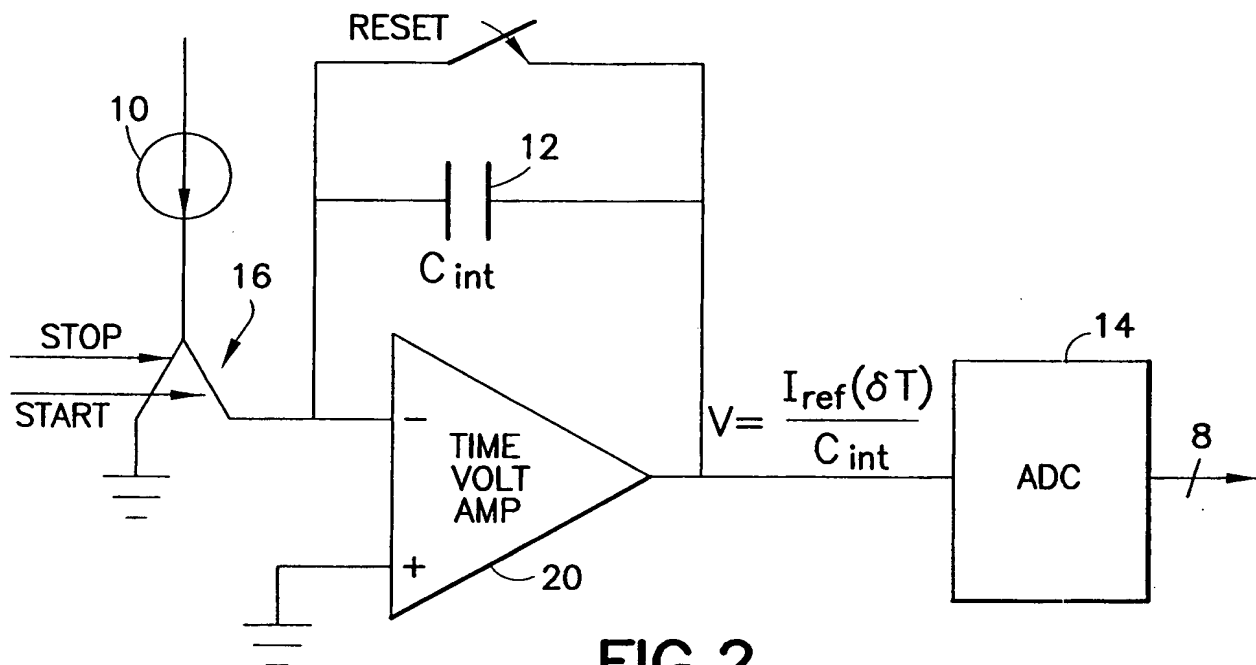 RESET
10
12
C int
16
STOP
START
−
TIME
VOLT
AMP
+
20
V= I ref (δT)
C int
14
ADC
8
FIG.2